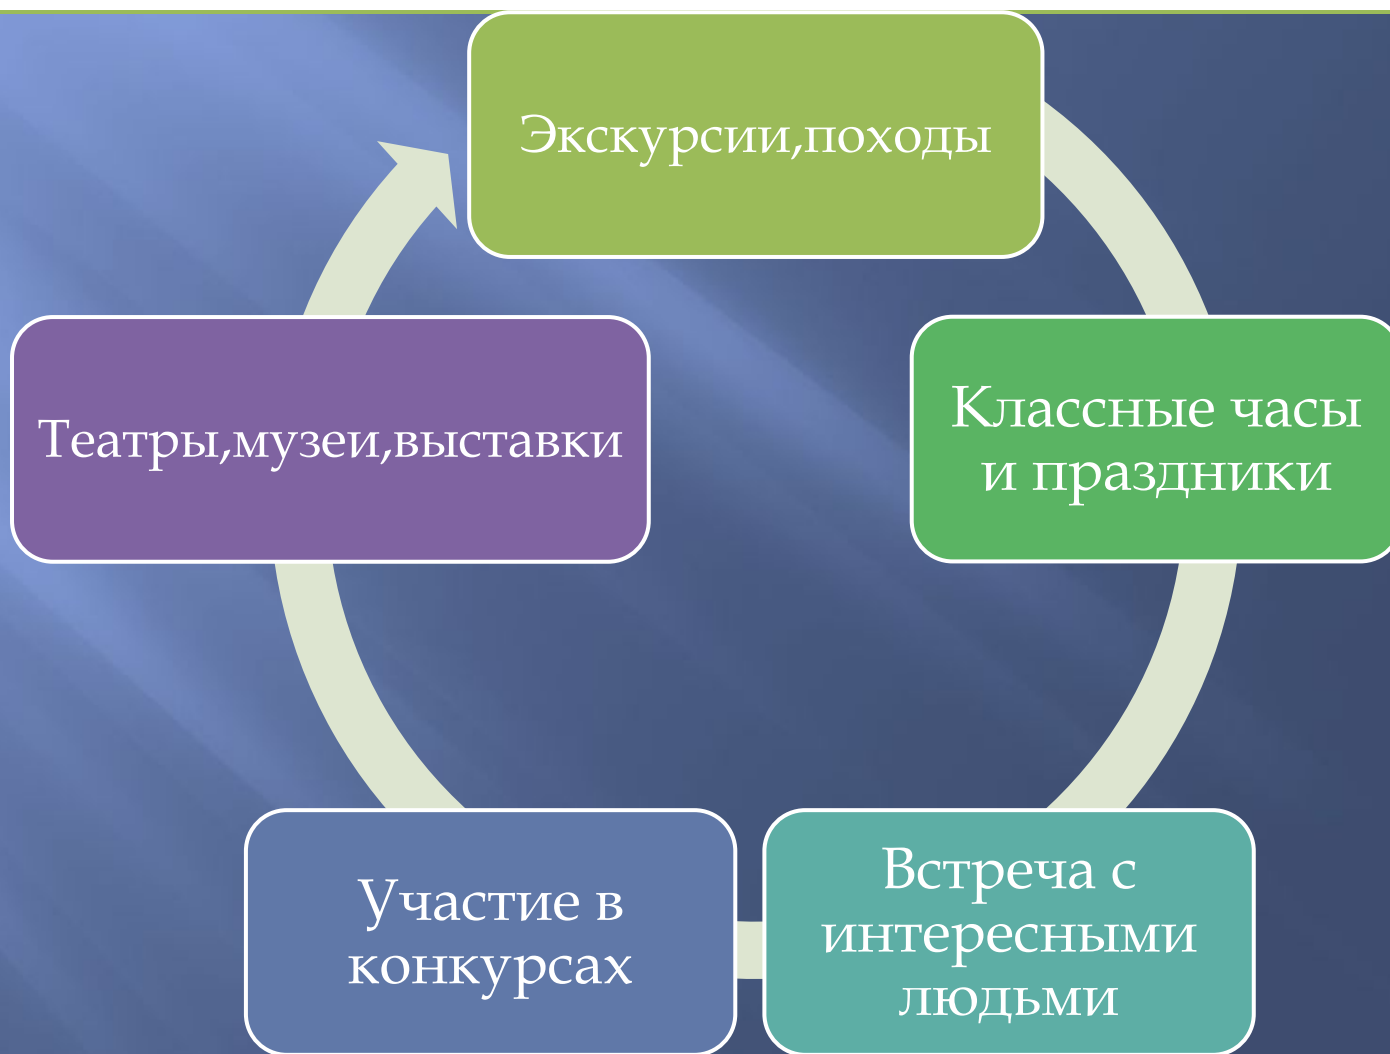 Экскурсии,походы
Классные часы
и праздники
Встреча с
интересными
людьми
Участие в
конкурсах
Театры,музеи,выставки